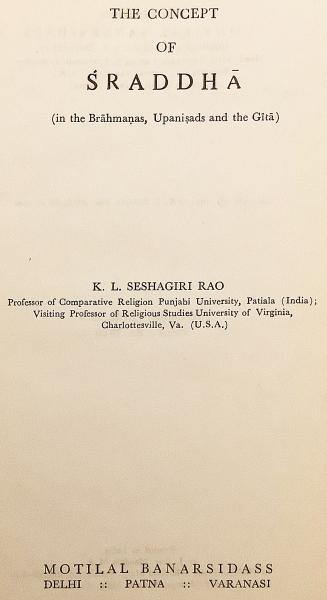 THE CONCEPT
OF
ŚRADDHĀ
(in the Brāhmaṇas, Upaniṣads and the Gītā)
K. L. SESHAGIRI RAO
Professor of Comparative Religion Punjabi University, Patiala (India);
Visiting Professor of Religious Studies University of Virginia,
Charlottesville, Va. (U.S.A.)
MOTILAL BANARSIDASS
DELHI :: PATNA :: VARANASI